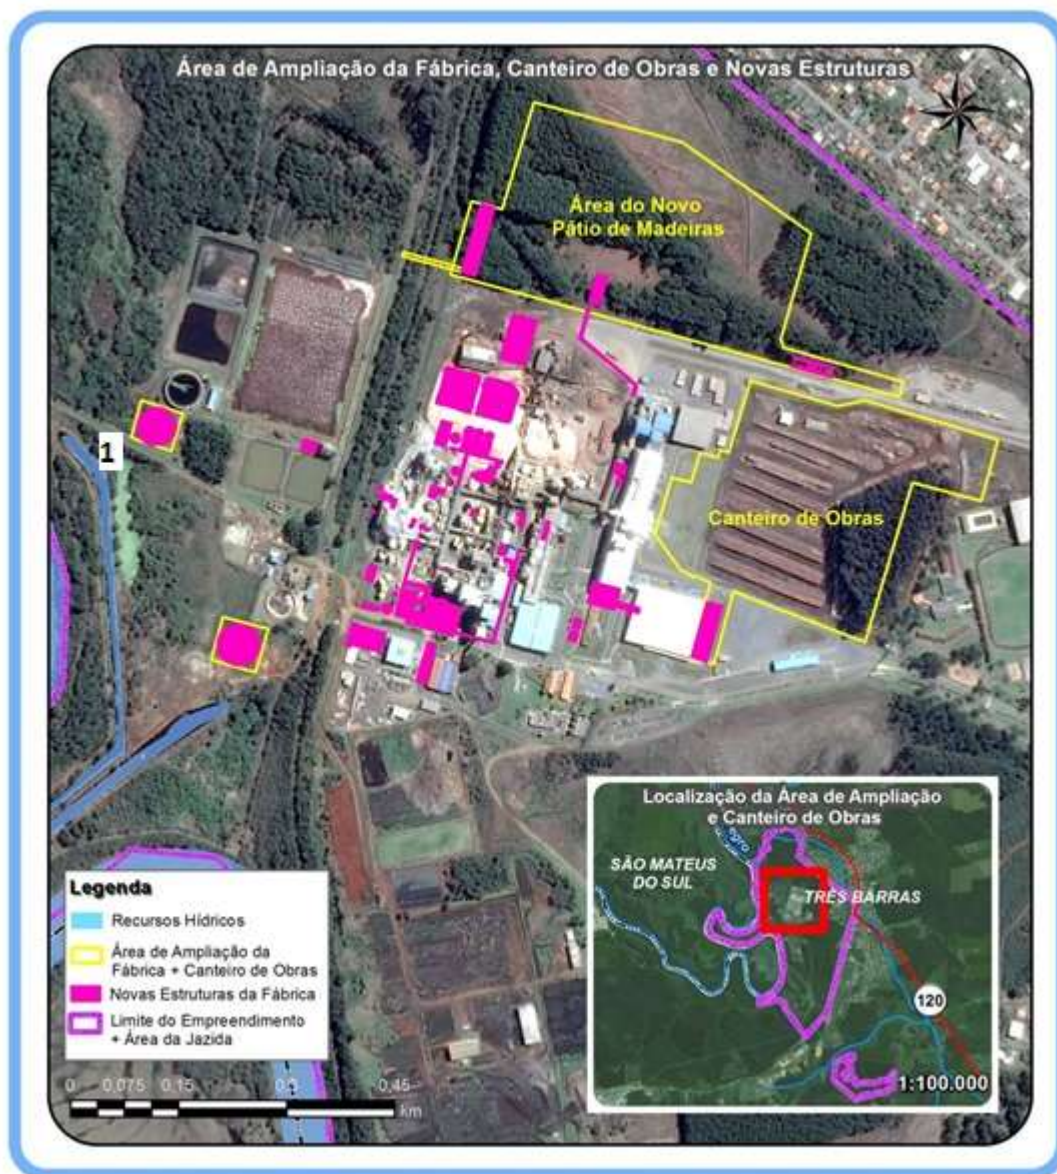 Área de Ampliação da Fábrica, Canteiro de Obras e Novas Estruturas
Área do Novo
Pátio de Madeiras
1
Canteiro de Obras
Localização da Área de Ampliação
e Canteiro de Obras
SÃO MATEUS
DO SUL
TRÊS BARRAS
120
1:100.000
Legenda
Recursos Hídricos
Área de Ampliação da
Fábrica + Canteiro de Obras
Novas Estruturas da Fábrica
Limite do Empreendimento
+ Área da Jazida
0 0,075 0,15 0,3 0,45
km